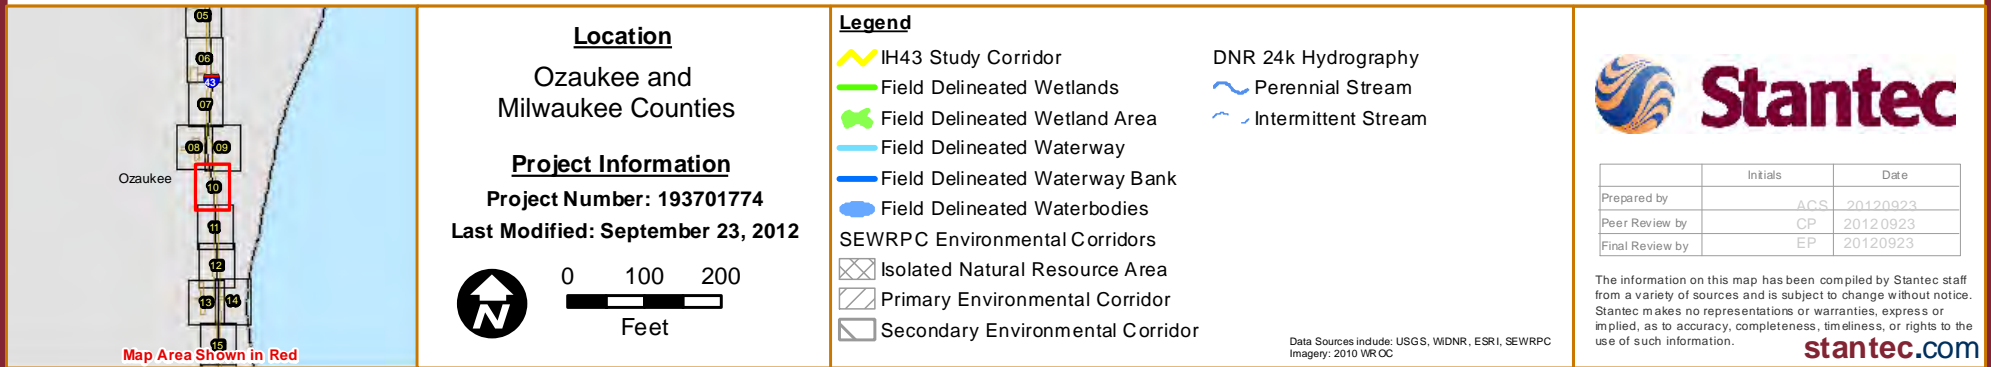 05
06
43
07
08 09
Ozaukee
10
11
12
13 14
15
Map Area Shown in Red
Location
Ozaukee and
Milwaukee Counties
Project Information
Project Number: 193701774
Last Modified: September 23, 2012
N
0 100 200
Feet
Legend
IH43 Study Corridor
Field Delineated Wetlands
Field Delineated Wetland Area
Field Delineated Waterway
Field Delineated Waterway Bank
Field Delineated Waterbodies
SEWRPC Environmental Corridors
Isolated Natural Resource Area
Primary Environmental Corridor
Secondary Environmental Corridor
DNR 24k Hydrography
Perennial Stream
Intermittent Stream
Data Sources include: USGS, WiDNR, ESRI, SEWRPC
Imagery: 2010 WROC
Stantec
Initials Date
Prepared by ACS 20120923
Peer Review by CP 20120923
Final Review by EP 20120923
The information on this map has been compiled by Stantec staff
from a variety of sources and is subject to change without notice.
Stantec makes no representations or warranties, express or
implied, as to accuracy, completeness, timeliness, or rights to the
use of such information.
stantec.com